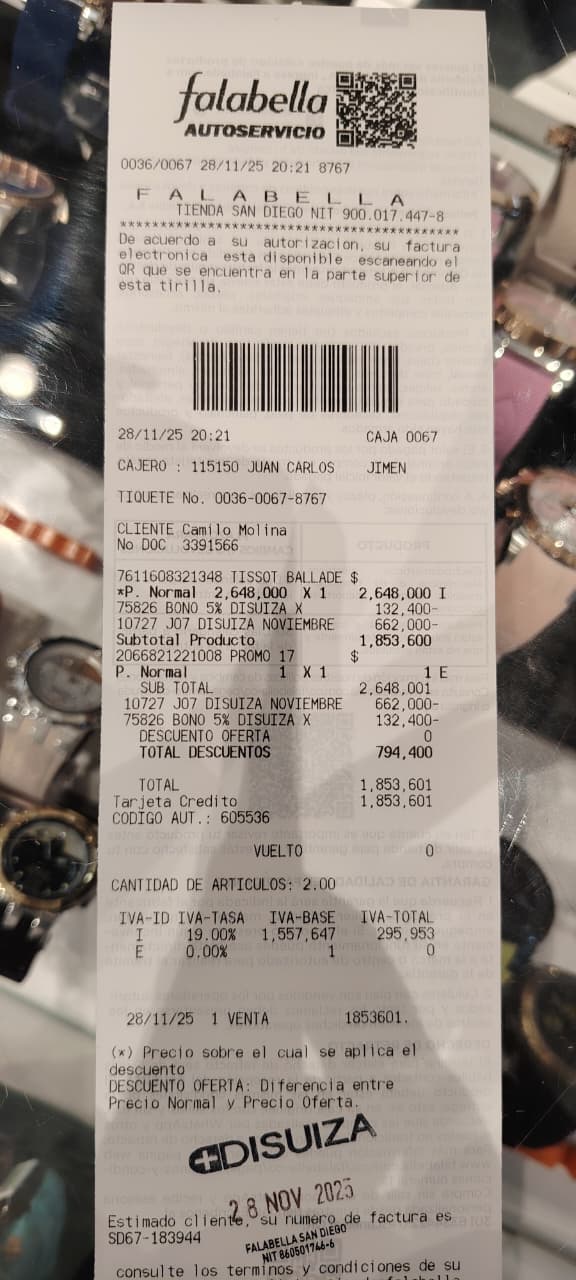 falabella
AUTOSERVICIO
0036/0067 28/11/25 20:21 8767
F A L A B E L L A
TIENDA SAN DIEGO NIT 900.017.447-8
******************************************
De acuerdo a su autorizacion, su factura
electronica esta disponible escaneando el
QR que se encuentra en la parte superior de
esta tirilla.
28/11/25 20:21 CAJA 0067
CAJERO : 115150 JUAN CARLOS JIMEN
TIQUETE No. 0036-0067-8767
CLIENTE Camilo Molina
No DOC 3391566
7611608321348 TISSOT BALLADE $
*P. Normal 2,648,000 X 1 2,648,000 I
75826 BONO 5% DISUIZA X 132,400-
10727 J07 DISUIZA NOVIEMBRE 662,000-
Subtotal Producto 1,853,600
2066821221008 PROMO 17 $
P. Normal 1 X 1 1 E
SUB TOTAL 2,648,001
10727 J07 DISUIZA NOVIEMBRE 662,000-
75826 BONO 5% DISUIZA X 132,400-
DESCUENTO OFERTA 0
TOTAL DESCUENTOS 794,400
TOTAL 1,853,601
Tarjeta Credito 1,853,601
CODIGO AUT.: 605536
VUELTO 0
CANTIDAD DE ARTICULOS: 2.00
IVA-ID IVA-TASA IVA-BASE IVA-TOTAL
I 19.00% 1,557,647 295,953
E 0.00% 1 0
28/11/25 1 VENTA 1853601.
(*) Precio sobre el cual se aplica el
descuento
DESCUENTO OFERTA: Diferencia entre
Precio Normal y Precio Oferta.
DISUIZA
28 NOV 2025
Estimado cliente, su numero de factura es
SD67-183944
FALABELLA SAN DIEGO
NIT 860501746-6
consulte los terminos y condiciones de su